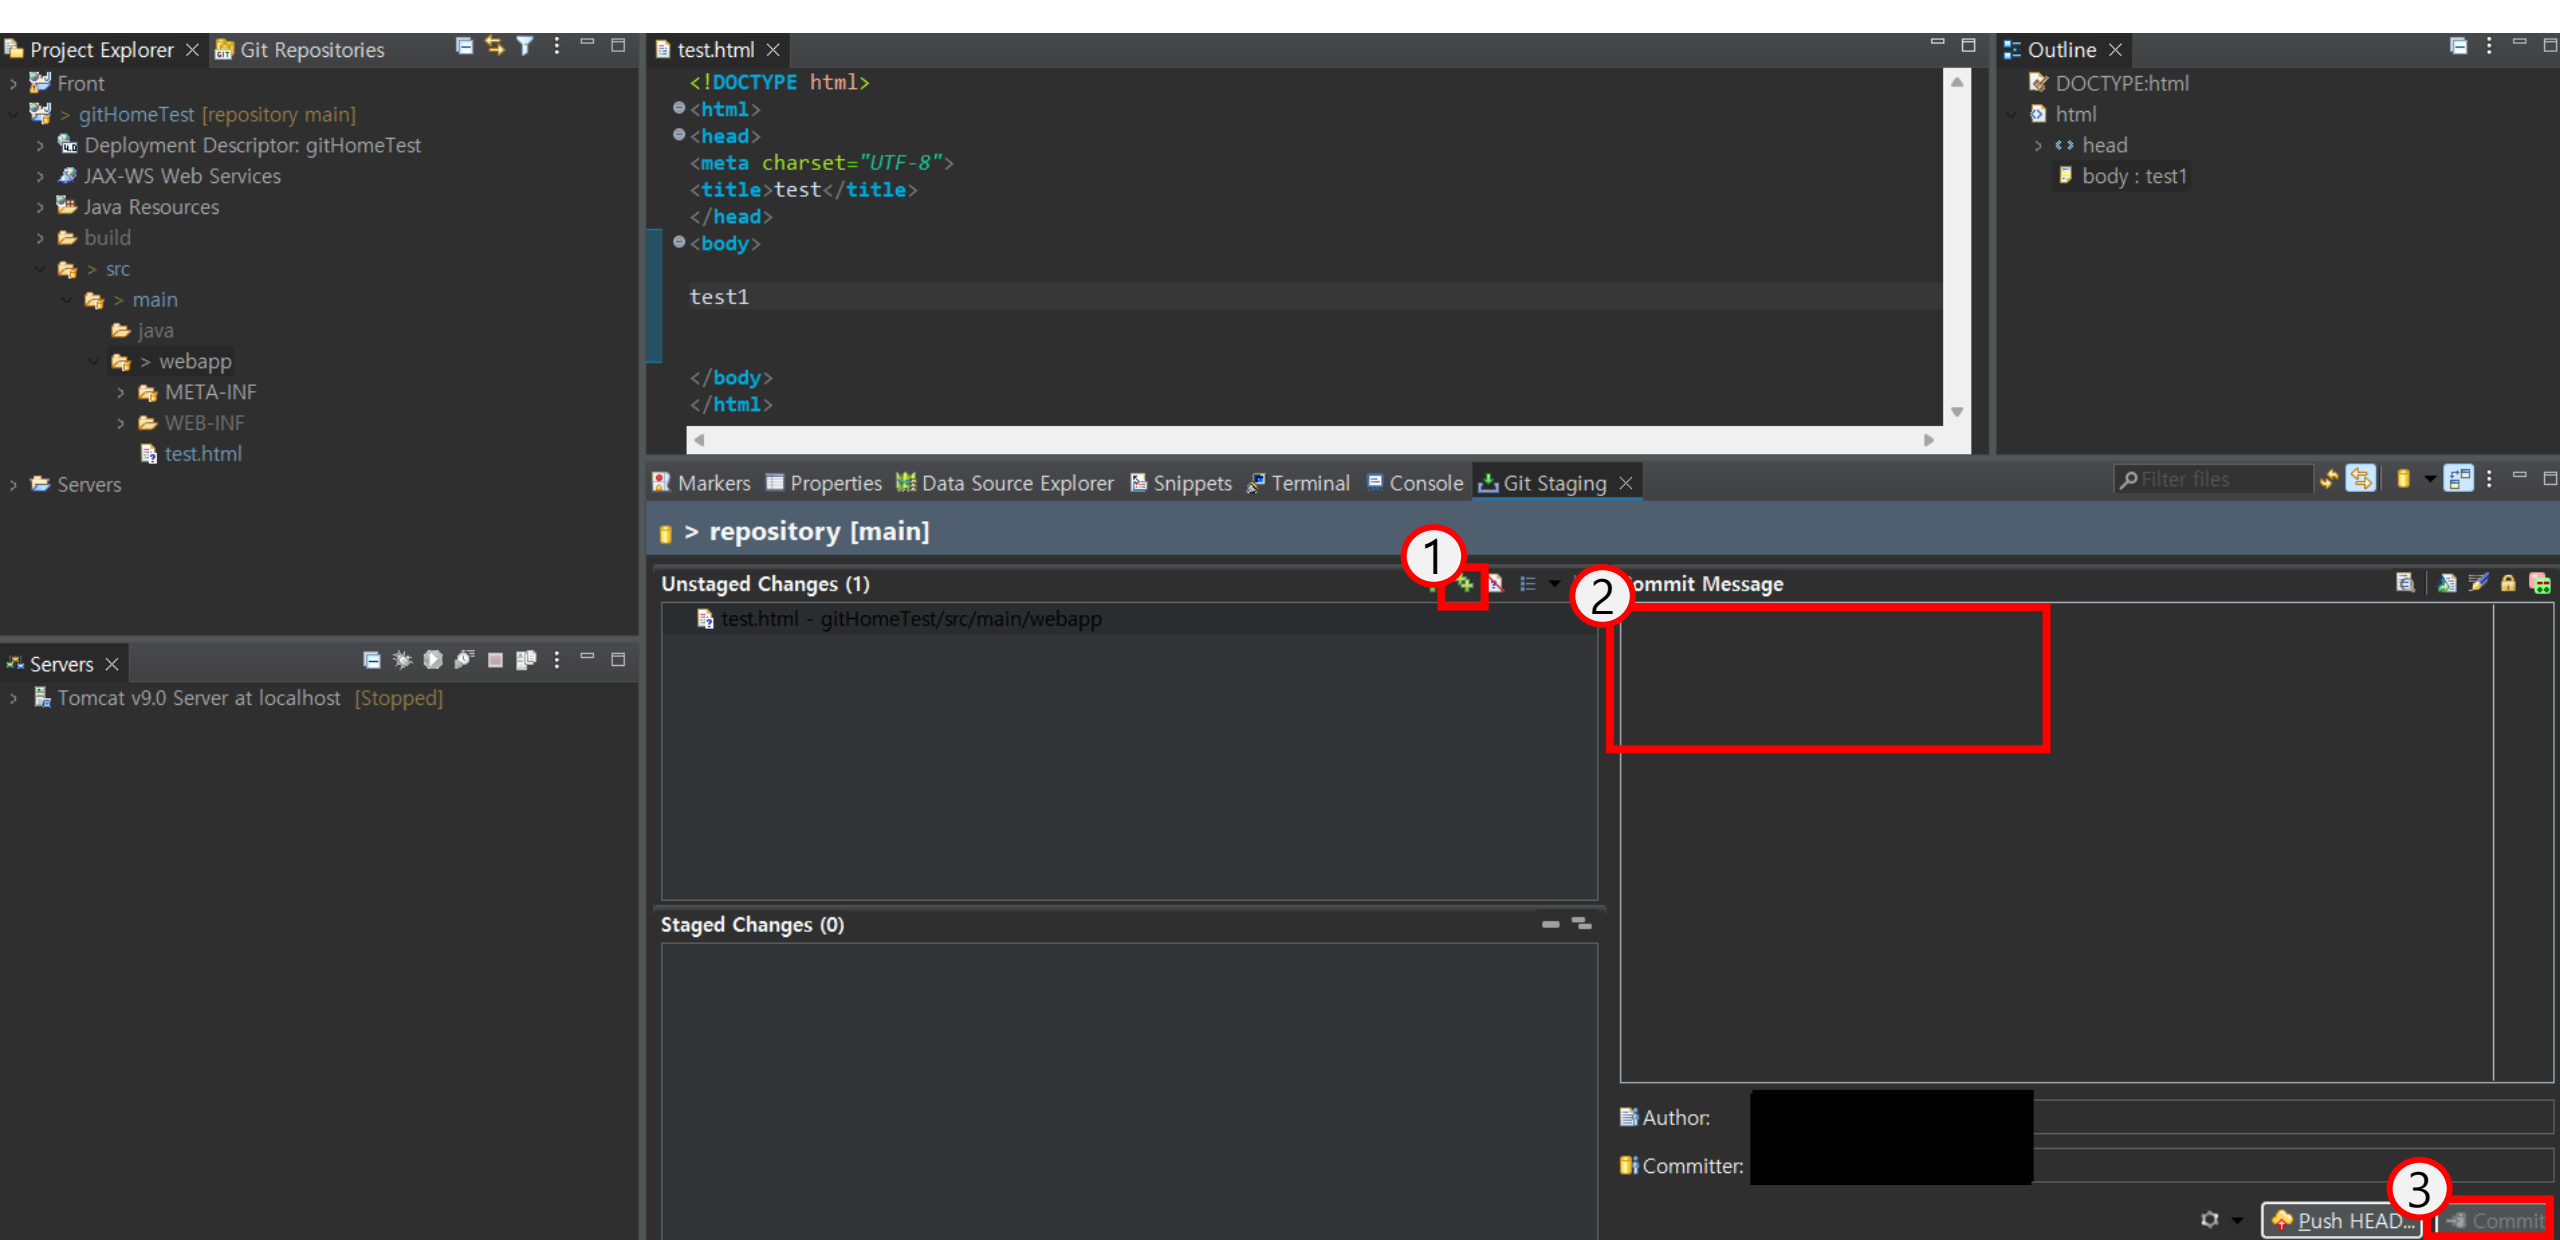 Project Explorer
Git Repositories
Front
> gitHomeTest [repository main]
Deployment Descriptor: gitHomeTest
JAX-WS Web Services
Java Resources
build
> src
> main
java
> webapp
META-INF
WEB-INF
test.html
Servers
Servers
Tomcat v9.0 Server at localhost [Stopped]
test.html
<!DOCTYPE html>
<html>
<head>
<meta charset="UTF-8">
<title>test</title>
</head>
<body>
test1
</body>
</html>
Outline
DOCTYPE:html
html
head
body : test1
Markers
Properties
Data Source Explorer
Snippets
Terminal
Console
Git Staging
Filter files
> repository [main]
Unstaged Changes (1)
1
test.html - gitHomeTest/src/main/webapp
Staged Changes (0)
2
ommit Message
Author:
Committer:
3
Push HEAD...
Commit